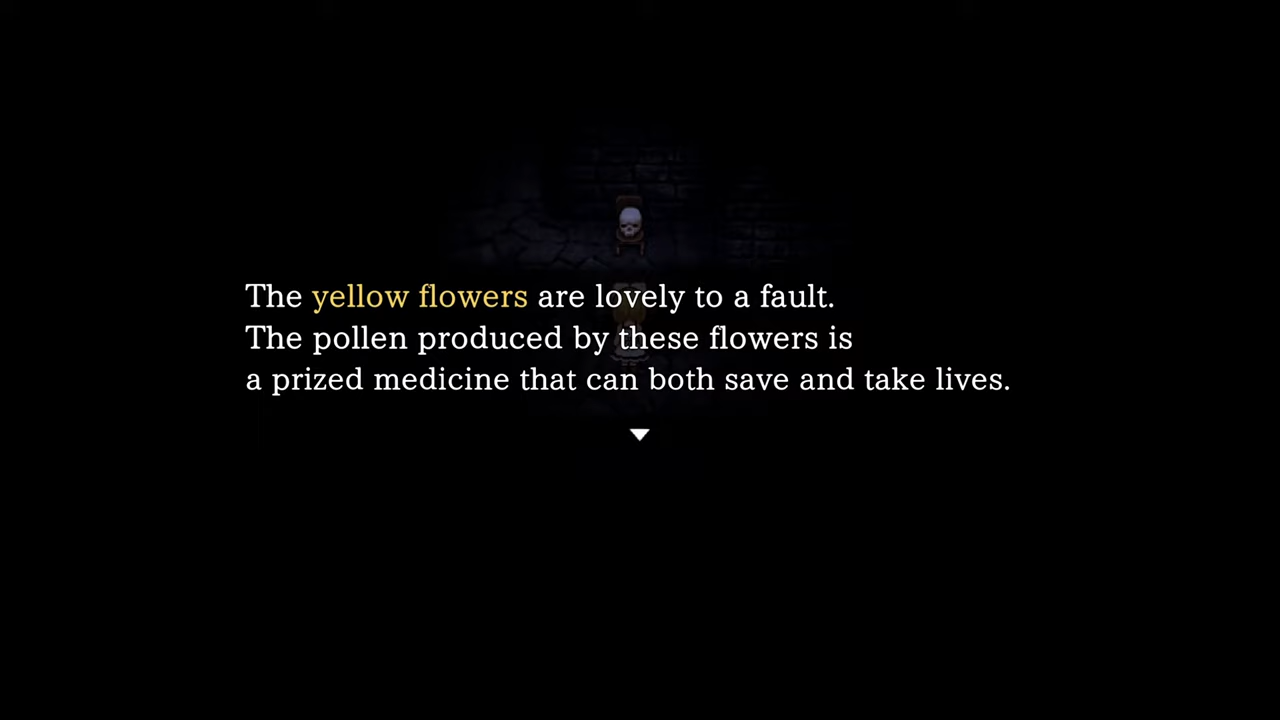 The yellow flowers are lovely to a fault.
The pollen produced by these flowers is
a prized medicine that can both save and take lives.